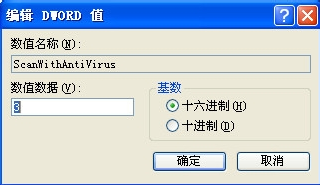 编辑 DWORD 值
数值名称(N):
ScanWithAntiVirus
数值数据(V):
3
基数
十六进制(H)
十进制(D)
确定
取消